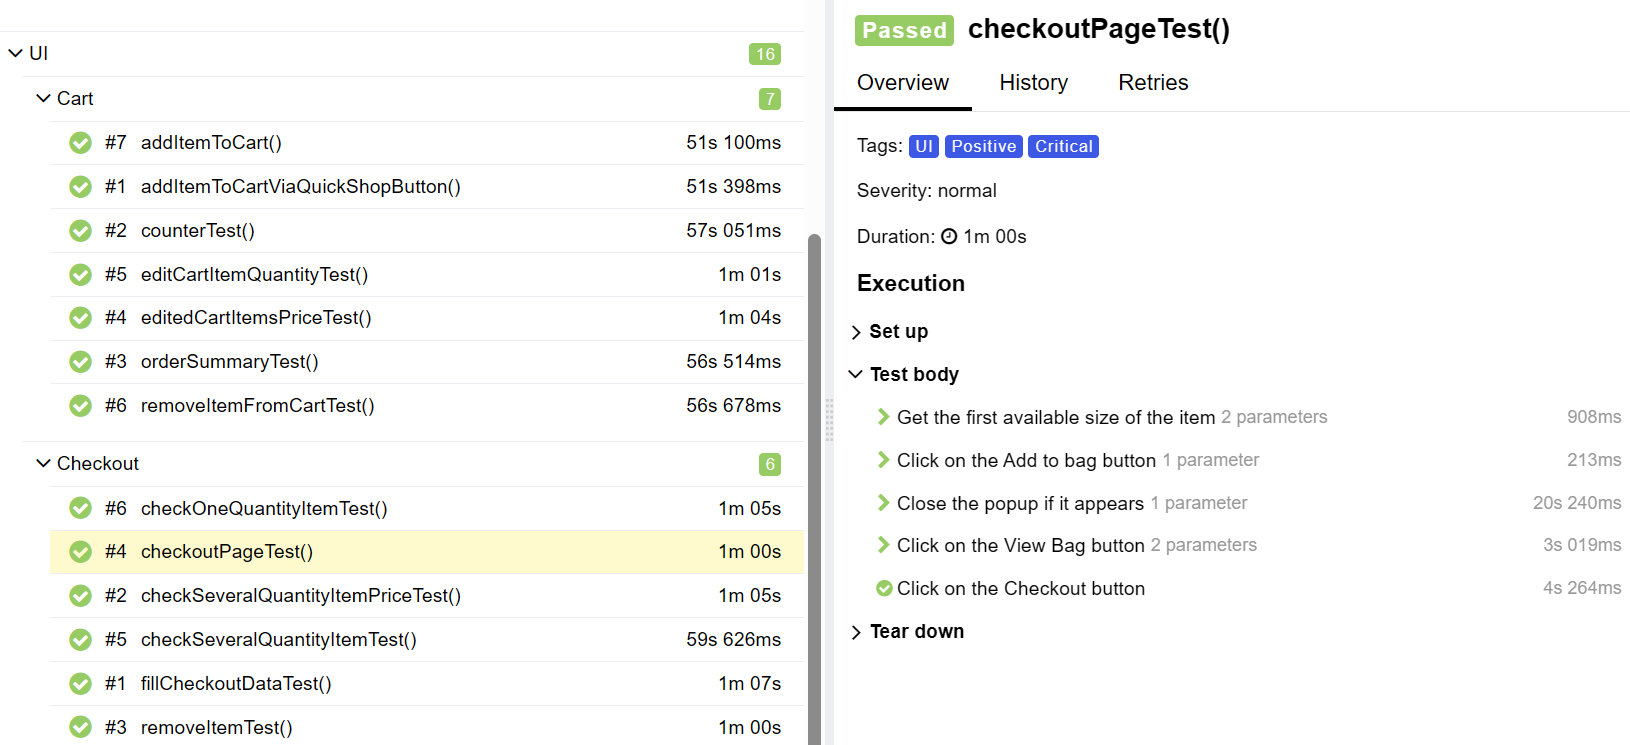 UI 16
Cart 7
#7 addItemToCart() 51s 100ms
#1 addItemToCartViaQuickShopButton() 51s 398ms
#2 counterTest() 57s 051ms
#5 editCartItemQuantityTest() 1m 01s
#4 editedCartItemsPriceTest() 1m 04s
#3 orderSummaryTest() 56s 514ms
#6 removeItemFromCartTest() 56s 678ms
Checkout 6
#6 checkOneQuantityItemTest() 1m 05s
#4 checkoutPageTest() 1m 00s
#2 checkSeveralQuantityItemPriceTest() 1m 05s
#5 checkSeveralQuantityItemTest() 59s 626ms
#1 fillCheckoutDataTest() 1m 07s
#3 removeItemTest() 1m 00s
Passed checkoutPageTest()
Overview History Retries
Tags: UI Positive Critical
Severity: normal
Duration: 1m 00s
Execution
Set up
Test body
Get the first available size of the item 2 parameters 908ms
Click on the Add to bag button 1 parameter 213ms
Close the popup if it appears 1 parameter 20s 240ms
Click on the View Bag button 2 parameters 3s 019ms
Click on the Checkout button 4s 264ms
Tear down